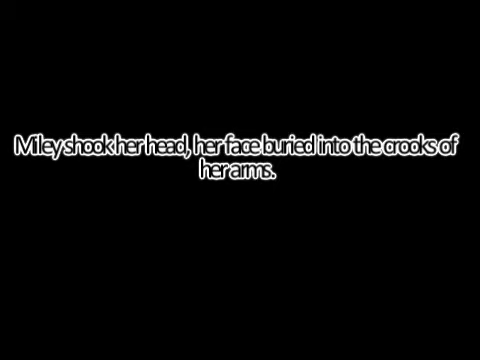 Miley shook her head, her face buried into the crooks of
her arms.